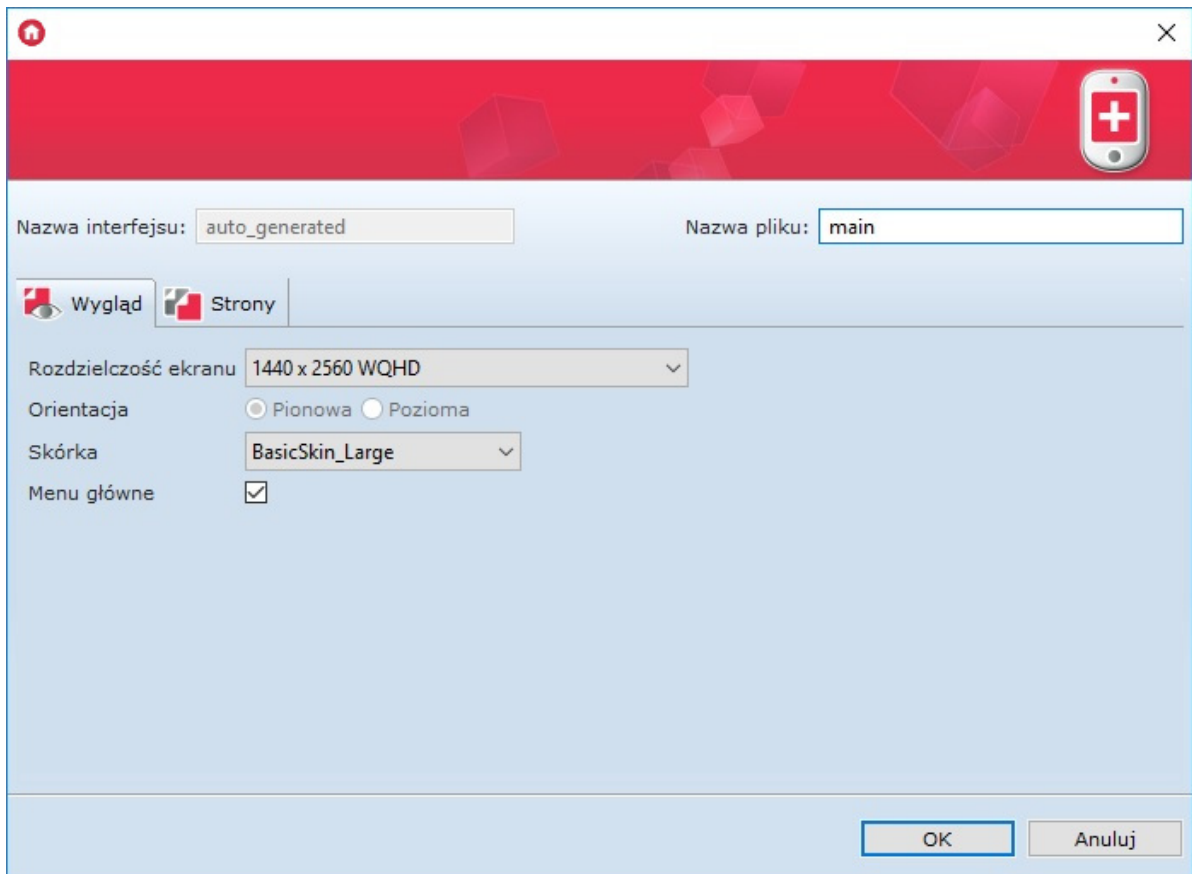 Nazwa interfejsu: auto_generated Nazwa pliku: main
Wygląd Strony
Rozdzielczość ekranu 1440 x 2560 WQHD
Orientacja Pionowa Pozioma
Skórka BasicSkin_Large
Menu główne
OK Anuluj